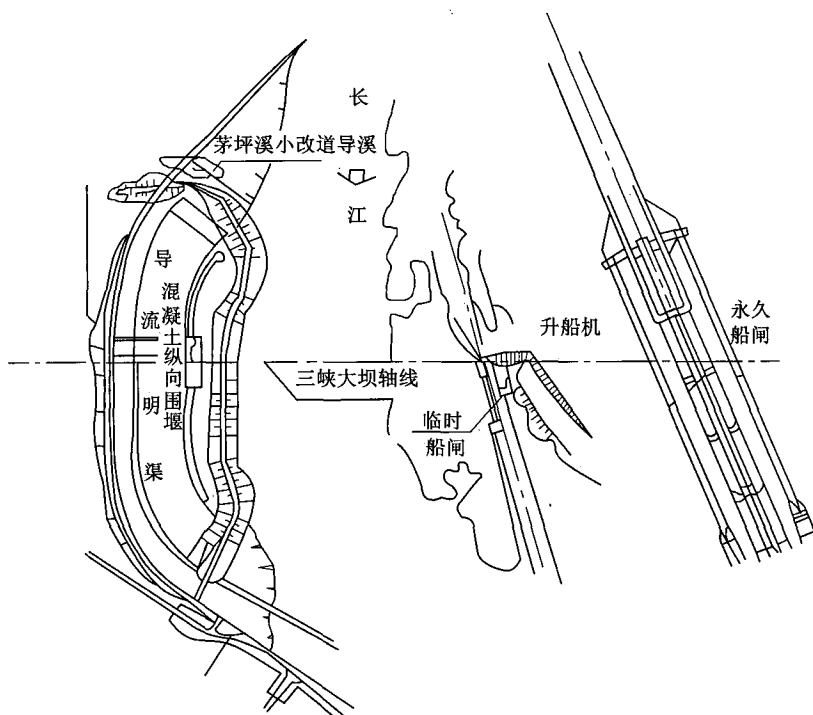 长
江
茅坪溪小改道导溪
导
流
明
渠
混凝土纵向围堰
三峡大坝轴线
升船机
临时
船闸
永久
船闸